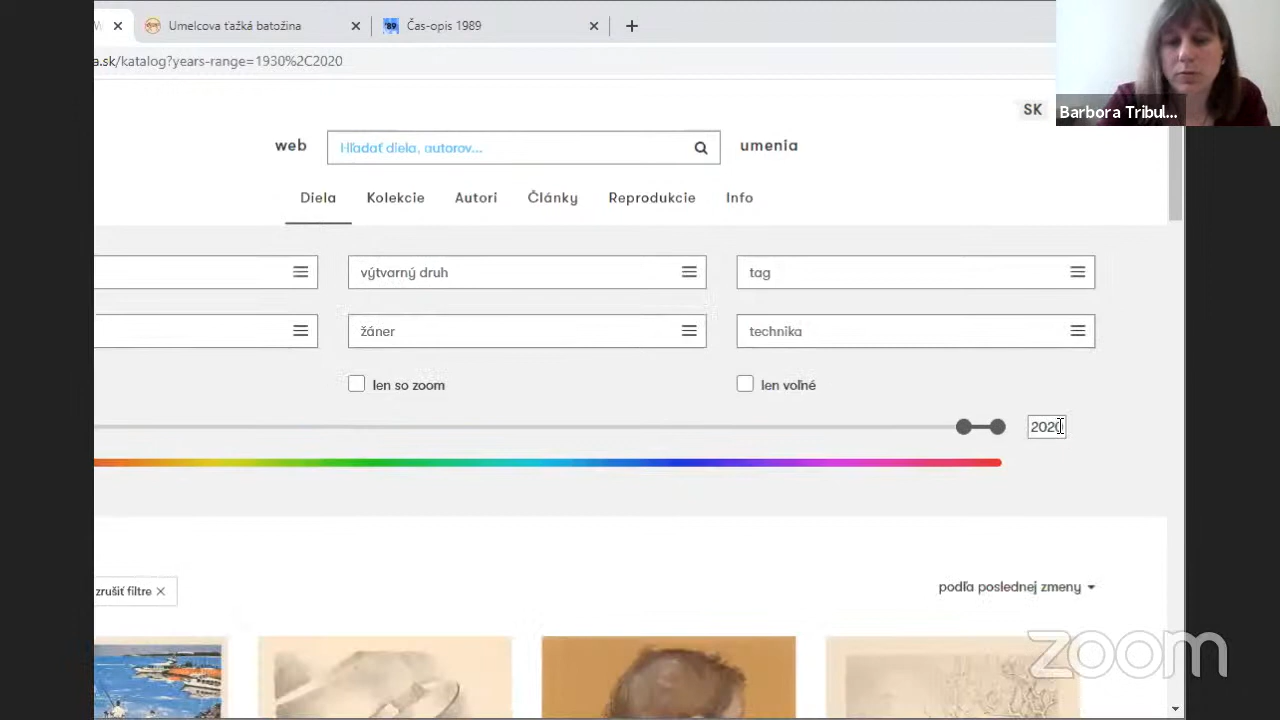 Umelcova ťažká batožina
'89 Čas-opis 1989
a.sk/katalog?years-range=1930%2C2020
Barbora Tribul...
SK
web Hľadať diela, autorov... umenia
Diela Kolekcie Autori Články Reprodukcie Info
výtvarný druh tag
žáner technika
len so zoom len voľné
2020
zrušiť filtre
podľa poslednej zmeny
zoom